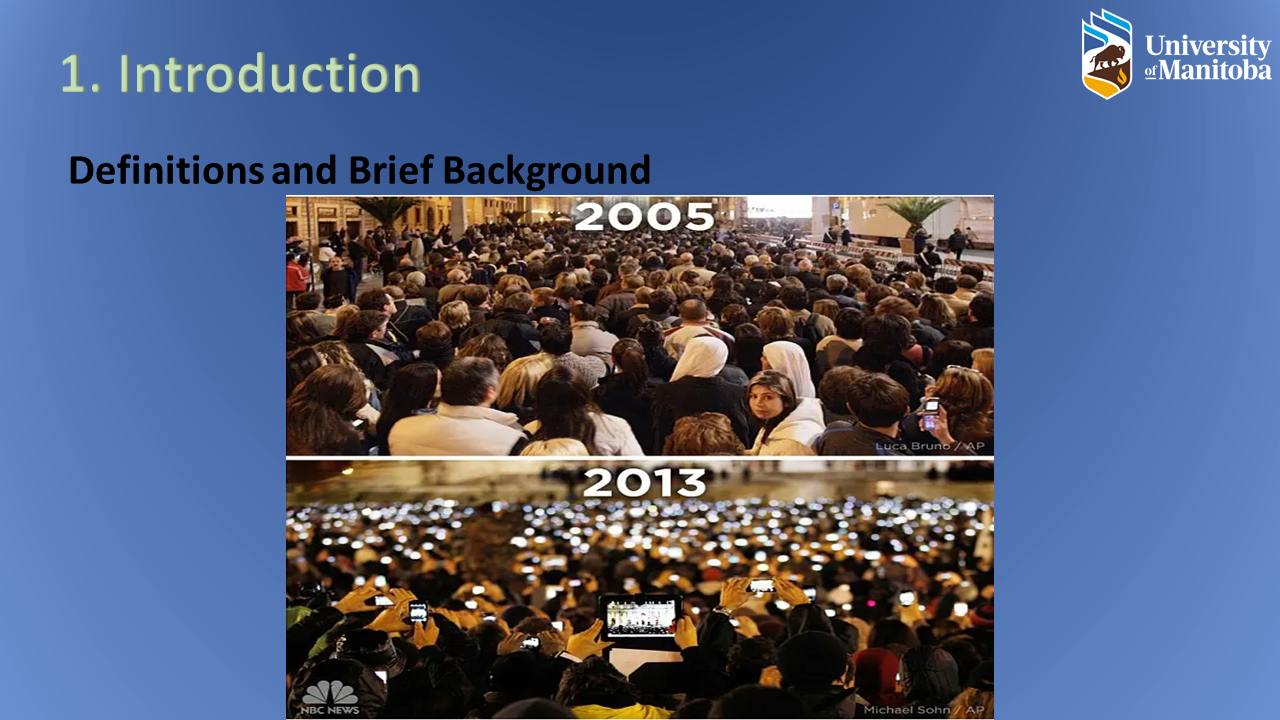 1. Introduction
University
of Manitoba
Definitions and Brief Background
2005
Luca Bruno / AP
2013
NBC NEWS
Michael Sohn / AP